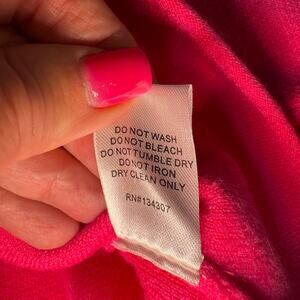 DO NOT WASH
DO NOT BLEACH
DO NOT TUMBLE DRY
DO NOT IRON
DRY CLEAN ONLY
RN#134307